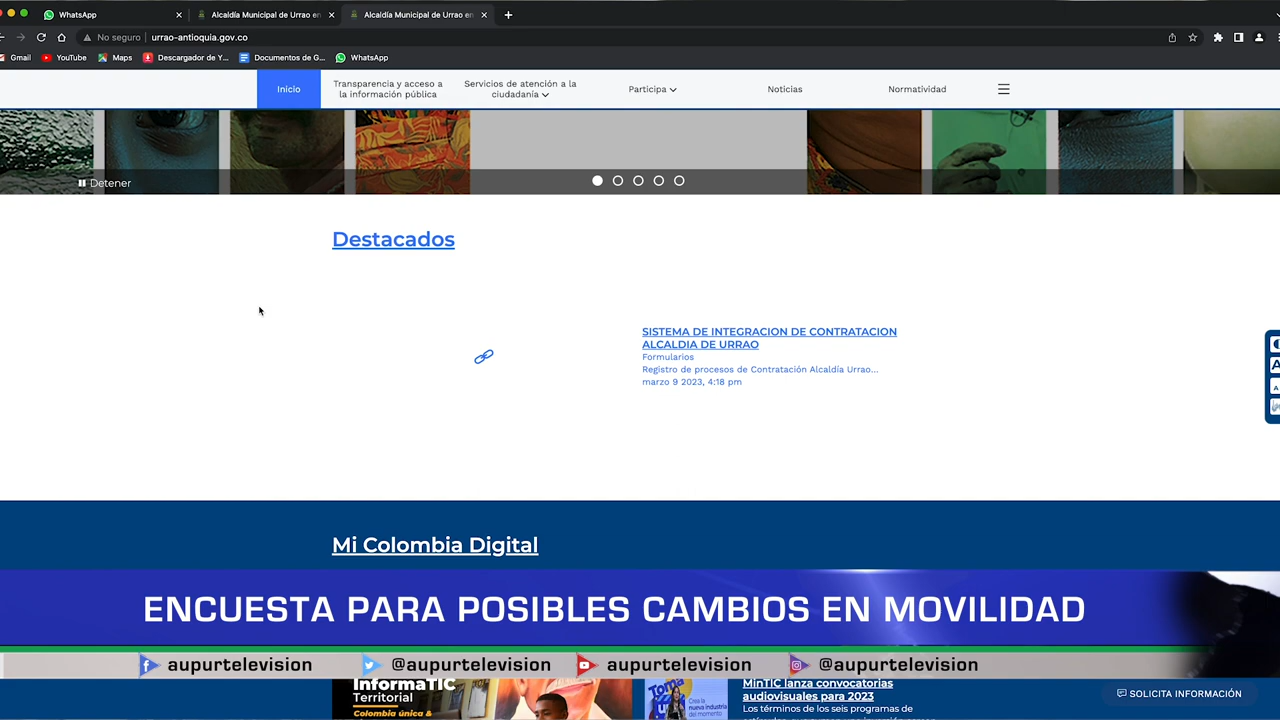 WhatsApp
Alcaldía Municipal de Urrao en
Alcaldía Municipal de Urrao en
No seguro | urrao-antioquia.gov.co
Gmail YouTube Maps Descargador de Y... Documentos de G... WhatsApp
Inicio
Transparencia y acceso a
la información pública
Servicios de atención a la
ciudadanía
Participa
Noticias
Normatividad
Detener
Destacados
SISTEMA DE INTEGRACION DE CONTRATACION
ALCALDIA DE URRAO
Formularios
Registro de procesos de Contratación Alcaldía Urrao...
marzo 9 2023, 4:18 pm
Mi Colombia Digital
ENCUESTA PARA POSIBLES CAMBIOS EN MOVILIDAD
aupurtelevision @aupurtelevision aupurtelevision @aupurtelevision
InformaTIC
Territorial
Colombia única &
MinTIC lanza convocatorias
audiovisuales para 2023
Los términos de los seis programas de
SOLICITA INFORMACIÓN